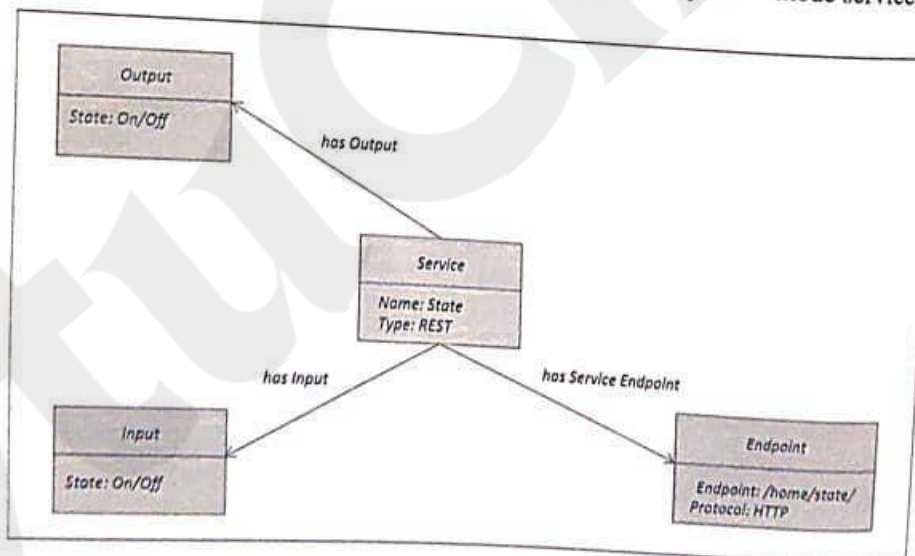 service
Output
State: On/Off
has Output
Service
Name: State
Type: REST
has Input
has Service Endpoint
Input
State: On/Off
Endpoint
Endpoint: /home/state/
Protocol: HTTP